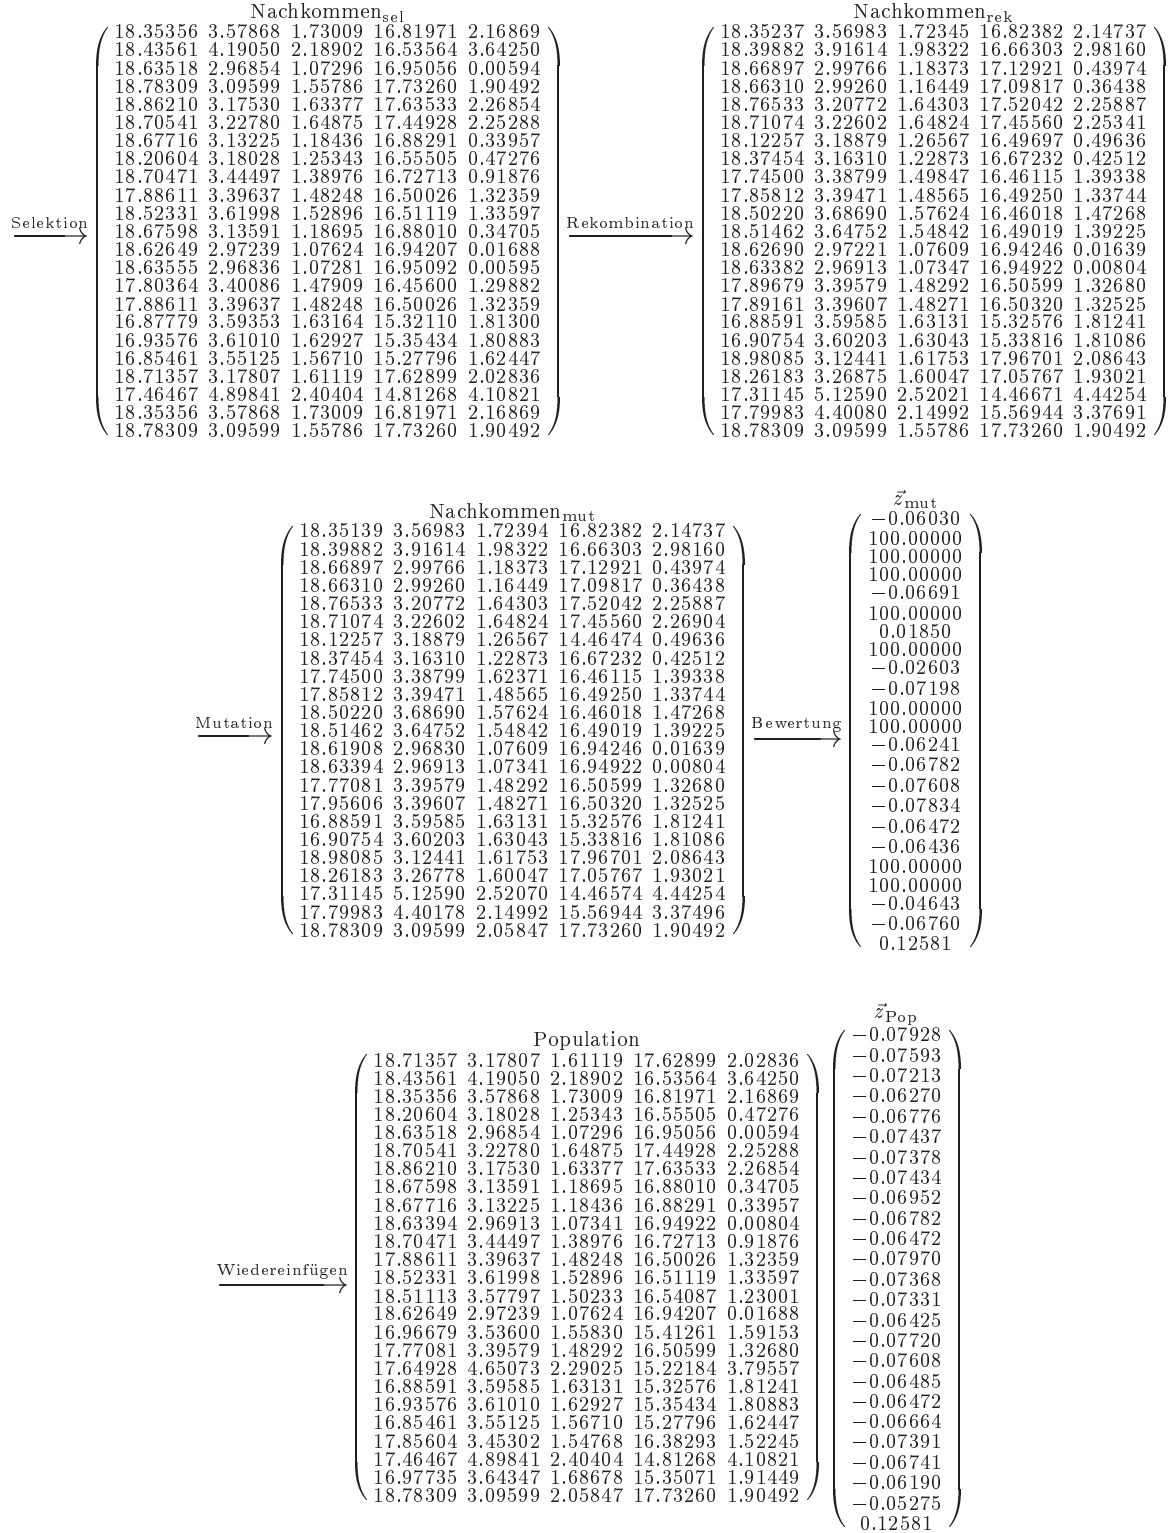 Nachkommen_sel Nachkommen_rek
Selektion
18.35356 3.57868 1.73009 16.81971 2.16869
18.43561 4.19050 2.18902 16.53564 3.64250
18.63518 2.96854 1.07296 16.95056 0.00594
18.78309 3.09599 1.55786 17.73260 1.90492
18.86210 3.17530 1.63377 17.63533 2.26854
18.70541 3.22780 1.64875 17.44928 2.25288
18.67716 3.13225 1.18436 16.88291 0.33957
18.20604 3.18028 1.25343 16.55505 0.47276
18.70471 3.44497 1.38976 16.72713 0.91876
17.88611 3.39637 1.48248 16.50026 1.32359
18.52331 3.61998 1.52896 16.51119 1.33597
18.67598 3.13591 1.18695 16.88010 0.34705
18.62649 2.97239 1.07624 16.94207 0.01688
18.63555 2.96836 1.07281 16.95092 0.00595
17.80364 3.40086 1.47909 16.45600 1.29882
17.88611 3.39637 1.48248 16.50026 1.32359
16.87779 3.59353 1.63164 15.32110 1.81300
16.93576 3.61010 1.62927 15.35434 1.80883
16.85461 3.55125 1.56710 15.27796 1.62447
18.71357 3.17807 1.61119 17.62899 2.02836
17.46467 4.89841 2.40404 14.81268 4.10821
18.35356 3.57868 1.73009 16.81971 2.16869
18.78309 3.09599 1.55786 17.73260 1.90492
Rekombination
18.35237 3.56983 1.72345 16.82382 2.14737
18.39882 3.91614 1.98322 16.66303 2.98160
18.66897 2.99766 1.18373 17.12921 0.43974
18.66310 2.99260 1.16449 17.09817 0.36438
18.76533 3.20772 1.64303 17.52042 2.25887
18.71074 3.22602 1.64824 17.45560 2.25341
18.12257 3.18879 1.26567 16.49697 0.49636
18.37454 3.16310 1.22873 16.67232 0.42512
17.74500 3.38799 1.49847 16.46115 1.39338
17.85812 3.39471 1.48565 16.49250 1.33744
18.50220 3.68690 1.57624 16.46018 1.47268
18.51462 3.64752 1.54842 16.49019 1.39225
18.62690 2.97221 1.07609 16.94246 0.01639
18.63382 2.96913 1.07347 16.94922 0.00804
17.89679 3.39579 1.48292 16.50599 1.32680
17.89161 3.39607 1.48271 16.50320 1.32525
16.88591 3.59585 1.63131 15.32576 1.81241
16.90754 3.60203 1.63043 15.33816 1.81086
18.98085 3.12441 1.61753 17.96701 2.08643
18.26183 3.26875 1.60047 17.05767 1.93021
17.31145 5.12590 2.52021 14.46671 4.44254
17.79983 4.40080 2.14992 15.56944 3.37691
18.78309 3.09599 1.55786 17.73260 1.90492
Nachkommen_mut z⃗_mut
Mutation
18.35139 3.56983 1.72394 16.82382 2.14737
18.39882 3.91614 1.98322 16.66303 2.98160
18.66897 2.99766 1.18373 17.12921 0.43974
18.66310 2.99260 1.16449 17.09817 0.36438
18.76533 3.20772 1.64303 17.52042 2.25887
18.71074 3.22602 1.64824 17.45560 2.26904
18.12257 3.18879 1.26567 14.46474 0.49636
18.37454 3.16310 1.22873 16.67232 0.42512
17.74500 3.38799 1.62371 16.46115 1.39338
17.85812 3.39471 1.48565 16.49250 1.33744
18.50220 3.68690 1.57624 16.46018 1.47268
18.51462 3.64752 1.54842 16.49019 1.39225
18.61908 2.96830 1.07609 16.94246 0.01639
18.63394 2.96913 1.07341 16.94922 0.00804
17.77081 3.39579 1.48292 16.50599 1.32680
17.95606 3.39607 1.48271 16.50320 1.32525
16.88591 3.59585 1.63131 15.32576 1.81241
16.90754 3.60203 1.63043 15.33816 1.81086
18.98085 3.12441 1.61753 17.96701 2.08643
18.26183 3.26778 1.60047 17.05767 1.93021
17.31145 5.12590 2.52070 14.46574 4.44254
17.79983 4.40178 2.14992 15.56944 3.37496
18.78309 3.09599 2.05847 17.73260 1.90492
Bewertung
−0.06030
100.00000
100.00000
100.00000
−0.06691
100.00000
0.01850
100.00000
−0.02603
−0.07198
100.00000
100.00000
−0.06241
−0.06782
−0.07608
−0.07834
−0.06472
−0.06436
100.00000
100.00000
−0.04643
−0.06760
0.12581
Population z⃗_Pop
Wiedereinfügen
18.71357 3.17807 1.61119 17.62899 2.02836
18.43561 4.19050 2.18902 16.53564 3.64250
18.35356 3.57868 1.73009 16.81971 2.16869
18.20604 3.18028 1.25343 16.55505 0.47276
18.63518 2.96854 1.07296 16.95056 0.00594
18.70541 3.22780 1.64875 17.44928 2.25288
18.86210 3.17530 1.63377 17.63533 2.26854
18.67598 3.13591 1.18695 16.88010 0.34705
18.67716 3.13225 1.18436 16.88291 0.33957
18.63394 2.96913 1.07341 16.94922 0.00804
18.70471 3.44497 1.38976 16.72713 0.91876
17.88611 3.39637 1.48248 16.50026 1.32359
18.52331 3.61998 1.52896 16.51119 1.33597
18.51113 3.57797 1.50233 16.54087 1.23001
18.62649 2.97239 1.07624 16.94207 0.01688
16.96679 3.53600 1.55830 15.41261 1.59153
17.77081 3.39579 1.48292 16.50599 1.32680
17.64928 4.65073 2.29025 15.22184 3.79557
16.88591 3.59585 1.63131 15.32576 1.81241
16.93576 3.61010 1.62927 15.35434 1.80883
16.85461 3.55125 1.56710 15.27796 1.62447
17.85604 3.45302 1.54768 16.38293 1.52245
17.46467 4.89841 2.40404 14.81268 4.10821
16.97735 3.64347 1.68678 15.35071 1.91449
18.78309 3.09599 2.05847 17.73260 1.90492
−0.07928
−0.07593
−0.07213
−0.06270
−0.06776
−0.07437
−0.07378
−0.07434
−0.06952
−0.06782
−0.06472
−0.07970
−0.07368
−0.07331
−0.06425
−0.07720
−0.07608
−0.06485
−0.06472
−0.06664
−0.07391
−0.06741
−0.06190
−0.05275
0.12581